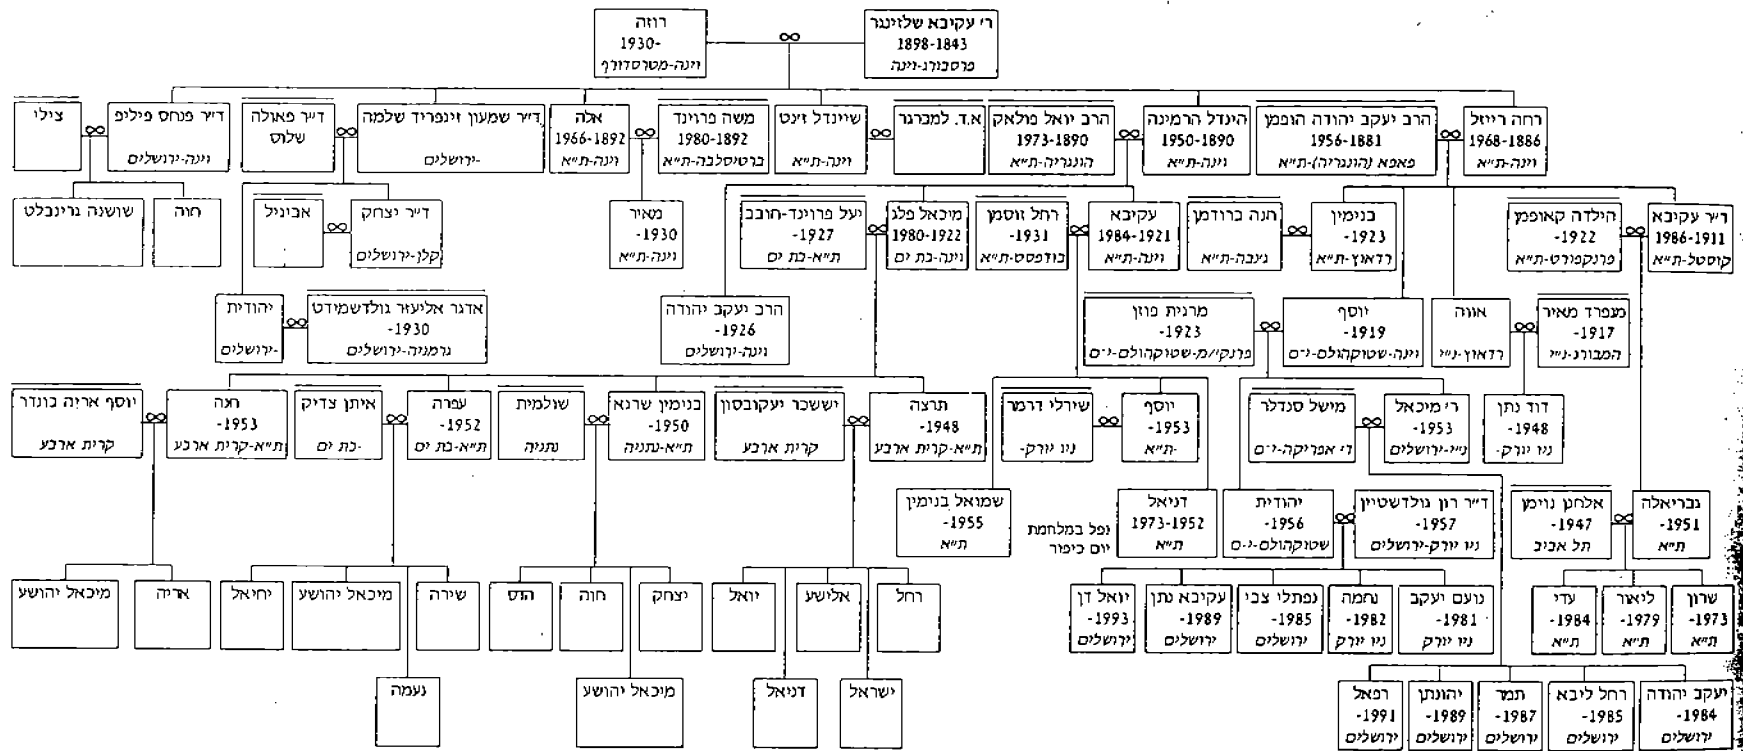 ר׳ עקיבא שלזינגר
1898-1843
פרסבורג-וינה
רוזה
1930-
וינה-מטרסדורף
רחה רייזל
1968-1886
וינה-ת״א
הרב יעקב יהודה הופמן
1956-1881
פאפא (הונגריה)-ת״א
הינדל הרמינה
1950-1890
וינה-ת״א
הרב יואל פולאק
1973-1890
הונגריה-ת״א
א.ד. למברגר
שיינדל ז׳נט
וינה-ת״א
משה פרוינד
1980-1892
ברטיסלבה-ת״א
אלה
1966-1892
וינה-ת״א
ד״ר שמעון זיגפריד שלמה
-ירושלים
ד״ר פאולה
שלוס
ד״ר פנחס פיליפ
וינה-ירושלים
צילי
ד״ר עקיבא
1986-1911
קוסטל-ת״א
הילדה קאופמן
-1922
פרנקפורט-ת״א
בנימין
-1923
רדאוץ-ת״א
חנה ברודמן
ג׳נבה-ת״א
עקיבא
1984-1921
וינה-ת״א
רחל זוסמן
-1931
בודפסט-ת״א
מיכאל פלג
1980-1922
וינה-בת ים
יעל פרוינד-חובב
-1927
ת״א-בת ים
מאיר
-1930
וינה-ת״א
ד״ר יצחק
קלן-ירושלים
אביגיל
חוה
שושנה גרינבלט
מנפרד מאיר
-1917
המבורג-נ״י
אווה
רדאוץ-נ״י
יוסף
-1919
וינה-שטוקהולם-י־ם
מרגית פוזן
-1923
פרנקי/מ-שטוקהולם-י־ם
הרב יעקב יהודה
-1926
וינה-ירושלים
אדגר אליעזר גולדשמידט
-1930
גרמניה-ירושלים
יהודית
-ירושלים
דוד נתן
-1948
ניו יורק-
ר׳ מיכאל
-1953
נ״י-ירושלים
מישל סנדלר
ד׳ אפריקה-י־ם
יוסף
-1953
-ת״א
שירלי דרמר
ניו יורק-
תרצה
-1948
ת״א-קרית ארבע
יששכר יעקובסון
קרית ארבע
בנימין שרגא
-1950
ת״א-נתניה
שולמית
נתניה
עפרה
-1952
ת״א-בת ים
איתן צדיק
-בת ים
חנה
-1953
ת״א-קרית ארבע
יוסף אריה בונדר
קרית ארבע
גבריאלה
-1951
ת״א
אלחנן נוימן
-1947
תל אביב
ד״ר רון גולדשטיין
-1957
ניו יורק-ירושלים
יהודית
-1956
שטוקהולם-י-ם
דניאל
1973-1952
ת״א
נפל במלחמת
יום כיפור
שמואל בנימין
-1955
ת״א
שרון
-1973
ת״א
ליאור
-1979
ת״א
עדי
-1984
ת״א
נועם יעקב
-1981
ניו יורק
נחמה
-1982
ניו יורק
נפתלי צבי
-1985
ירושלים
עקיבא נתן
-1989
ירושלים
יואל דן
-1993
ירושלים
רחל
אלישע
יואל
יצחק
חוה
הדס
שירה
מיכאל יהושע
יחיאל
אריה
מיכאל יהושע
יעקב יהודה
-1984
ירושלים
רחל ליבא
-1985
ירושלים
תמר
-1987
ירושלים
יהונתן
-1989
ירושלים
רפאל
-1991
ירושלים
ישראל
דניאל
מיכאל יהושע
נעמה